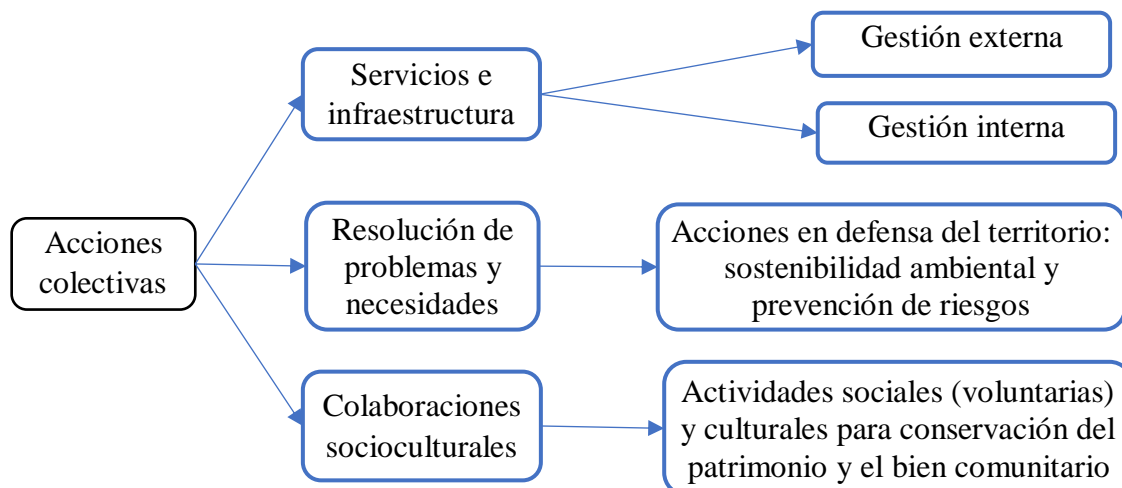 Acciones
colectivas
Servicios e
infraestructura
Gestión externa
Gestión interna
Resolución de
problemas y
necesidades
Acciones en defensa del territorio:
sostenibilidad ambiental y
prevención de riesgos
Colaboraciones
socioculturales
Actividades sociales (voluntarias)
y culturales para conservación del
patrimonio y el bien comunitario